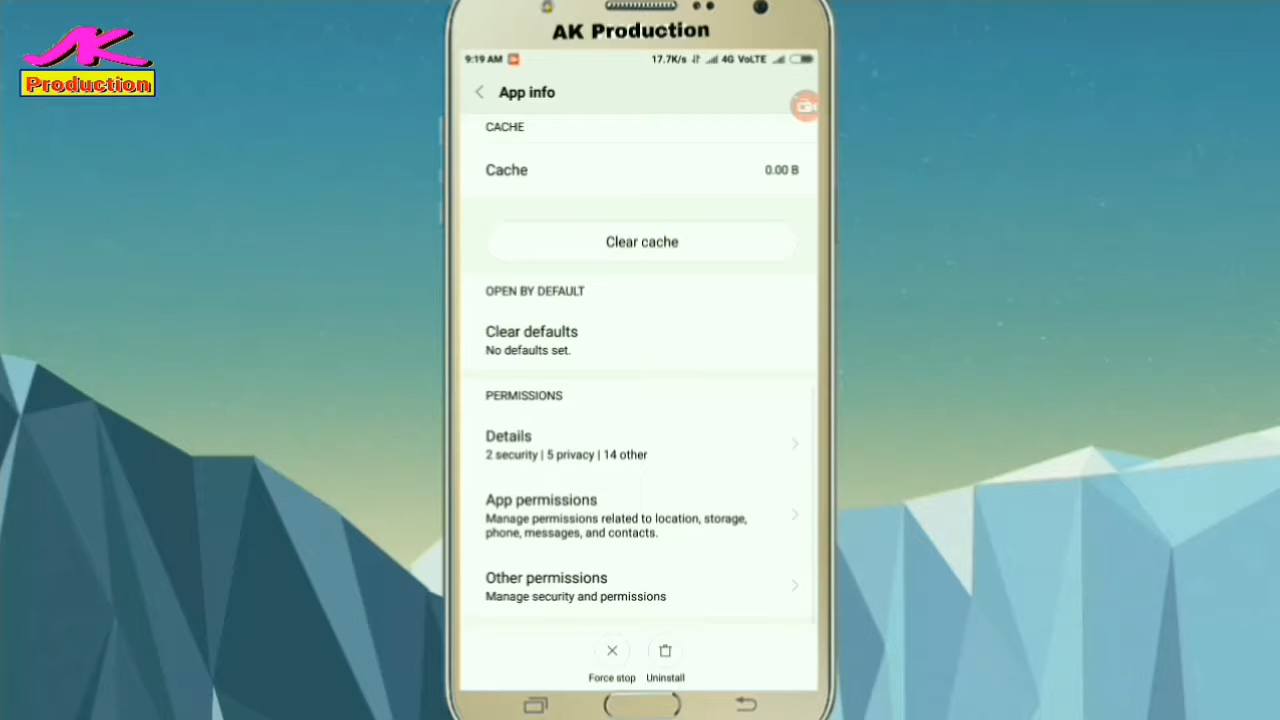 AK
Production
AK Production
9:19 AM 17.7K/s 4G VoLTE
App info
CACHE
Cache 0.00 B
Clear cache
OPEN BY DEFAULT
Clear defaults
No defaults set.
PERMISSIONS
Details
2 security | 5 privacy | 14 other
App permissions
Manage permissions related to location, storage,
phone, messages, and contacts.
Other permissions
Manage security and permissions
Force stop Uninstall